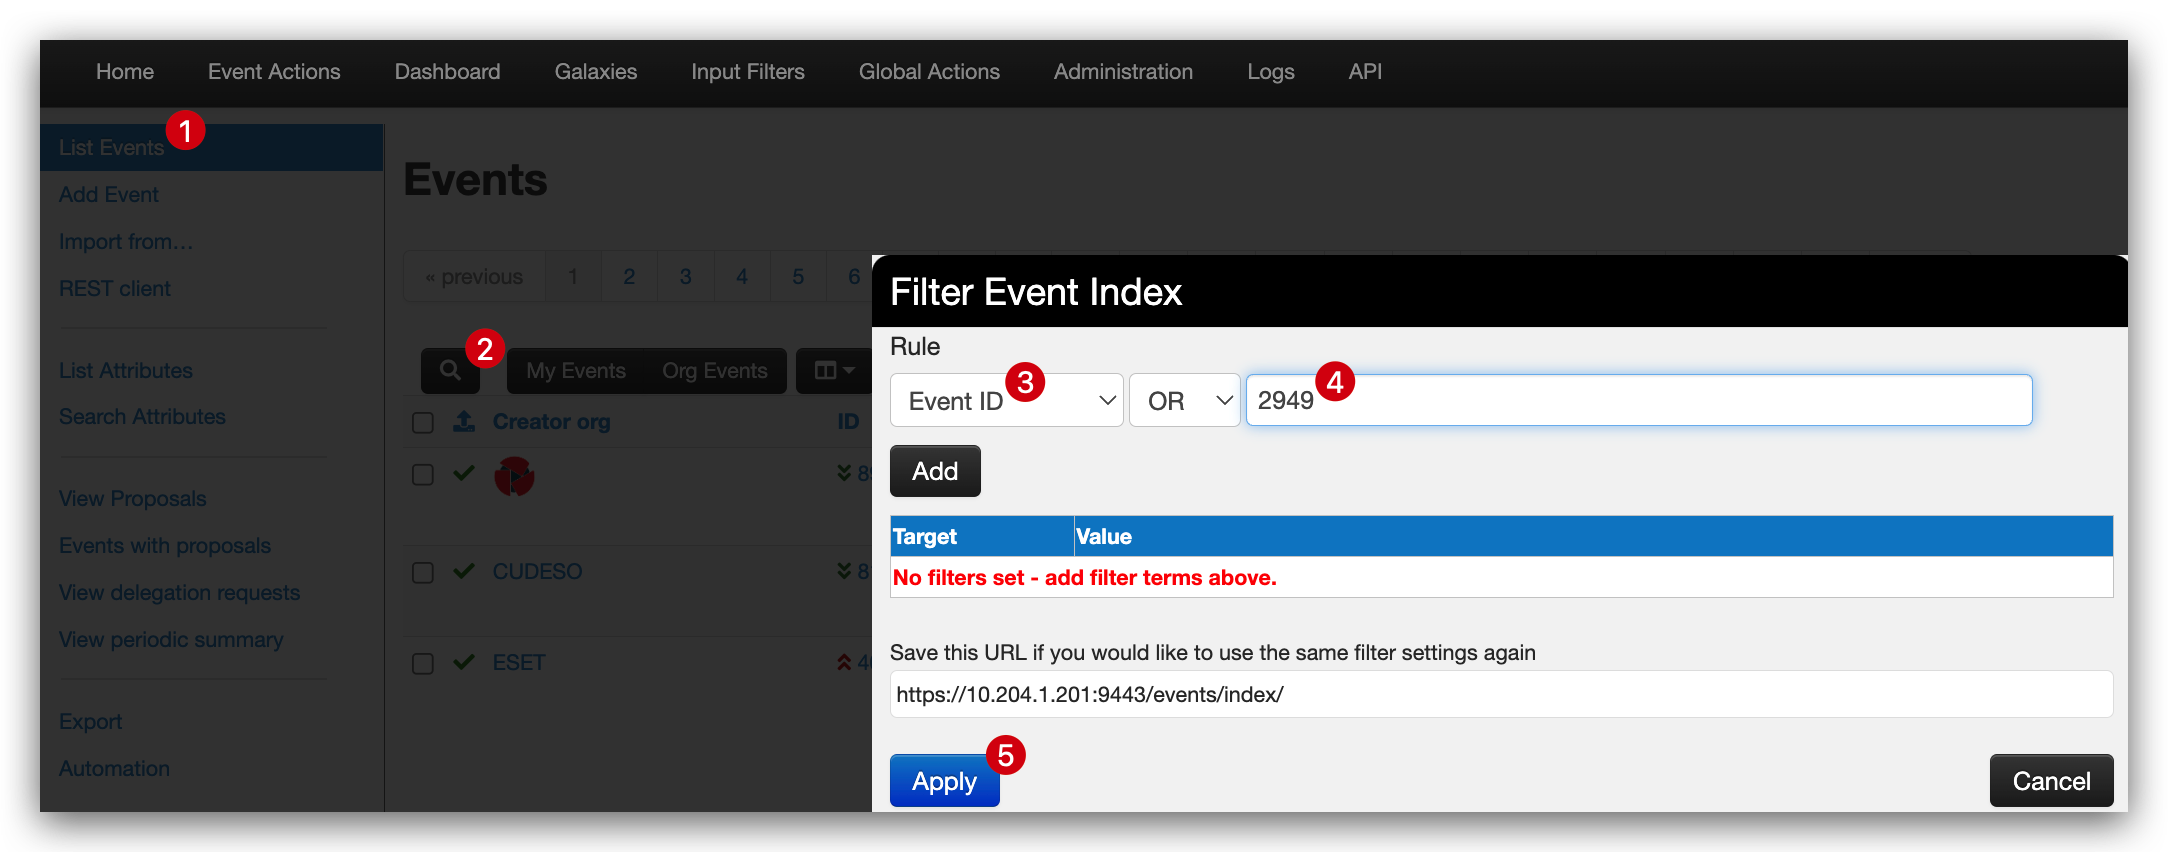 Home Event Actions Dashboard Galaxies Input Filters Global Actions Administration Logs API
List Events 1
Add Event
Import from...
REST client
List Attributes
Search Attributes
View Proposals
Events with proposals
View delegation requests
View periodic summary
Export
Automation
Events
« previous 1 2 3 4 5 6
2
My Events Org Events
Creator org ID
CUDESO
ESET
Filter Event Index
Rule
Event ID 3 OR 2949 4
Add
Target Value
No filters set - add filter terms above.
Save this URL if you would like to use the same filter settings again
https://10.204.1.201:9443/events/index/
Apply 5
Cancel